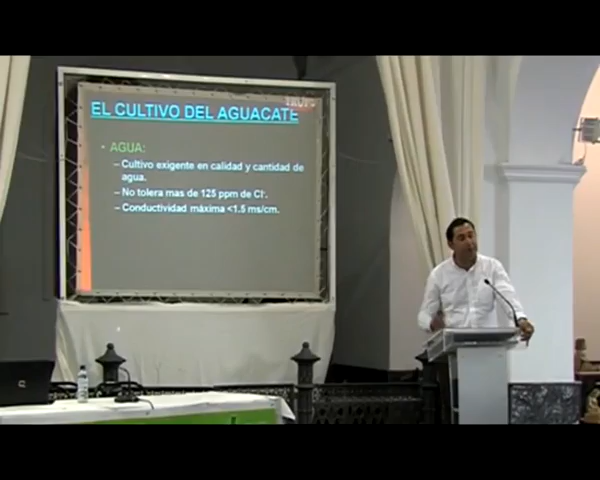 EL CULTIVO DEL AGUACATE
• AGUA:
– Cultivo exigente en calidad y cantidad de
agua.
– No tolera mas de 125 ppm de Cl-.
– Conductividad máxima <1.5 ms/cm.